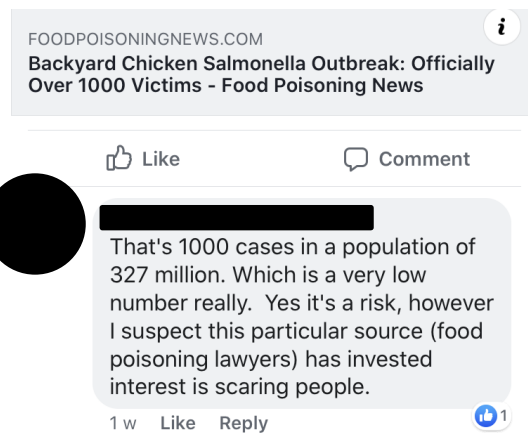 FOODPOISONINGNEWS.COM
Backyard Chicken Salmonella Outbreak: Officially
Over 1000 Victims - Food Poisoning News
i
Like
Comment
That's 1000 cases in a population of
327 million. Which is a very low
number really.  Yes it's a risk, however
I suspect this particular source (food
poisoning lawyers) has invested
interest is scaring people.
1 w Like Reply
1